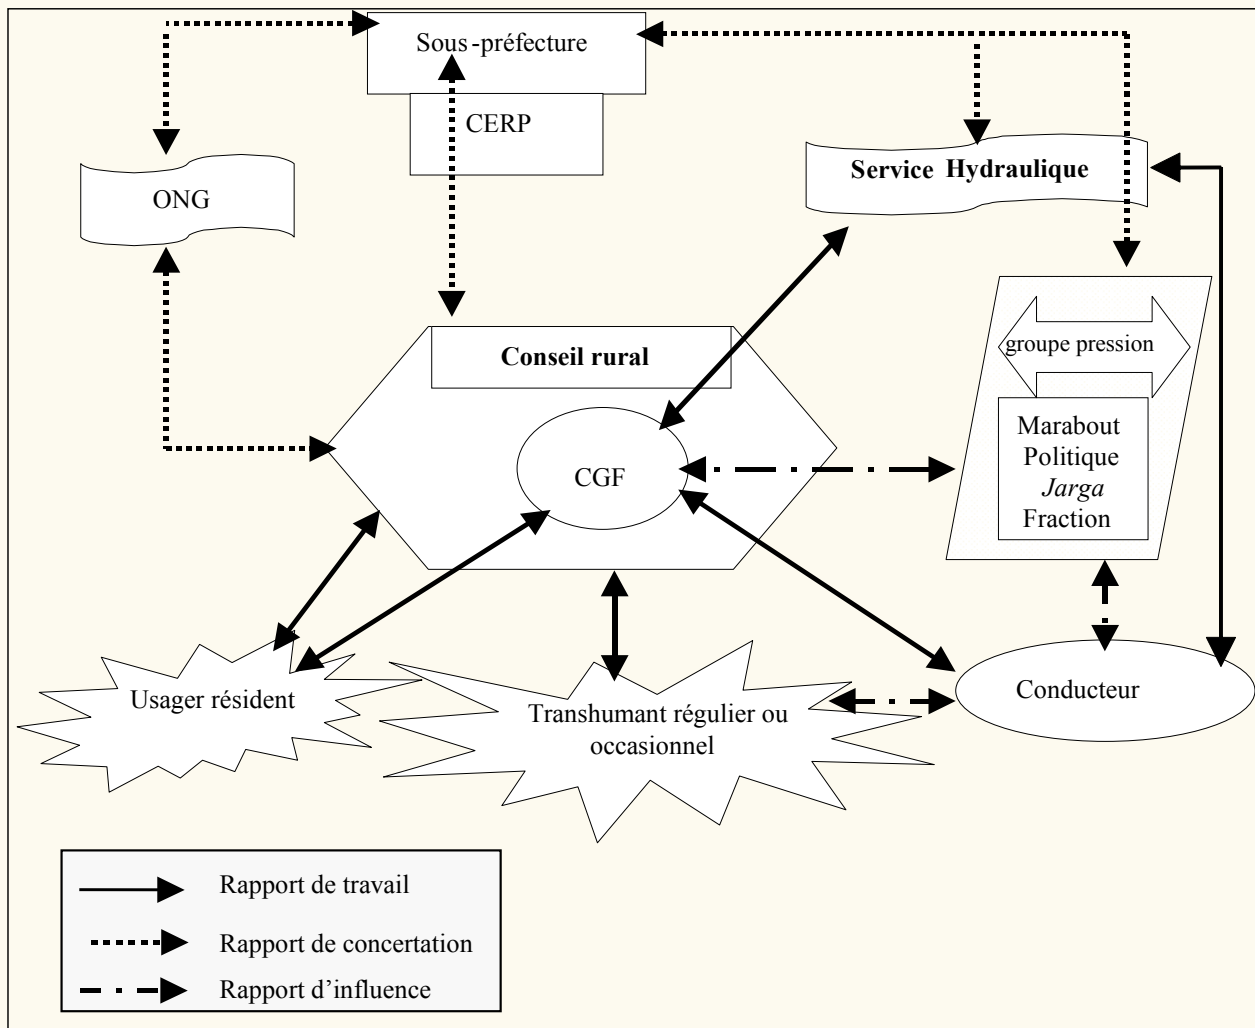 Sous-préfecture
CERP
ONG
Service Hydraulique
Conseil rural
groupe pression
Marabout
Politique
Jarga
Fraction
CGF
Usager résident
Transhumant régulier ou
occasionnel
Conducteur
Rapport de travail
Rapport de concertation
Rapport d’influence